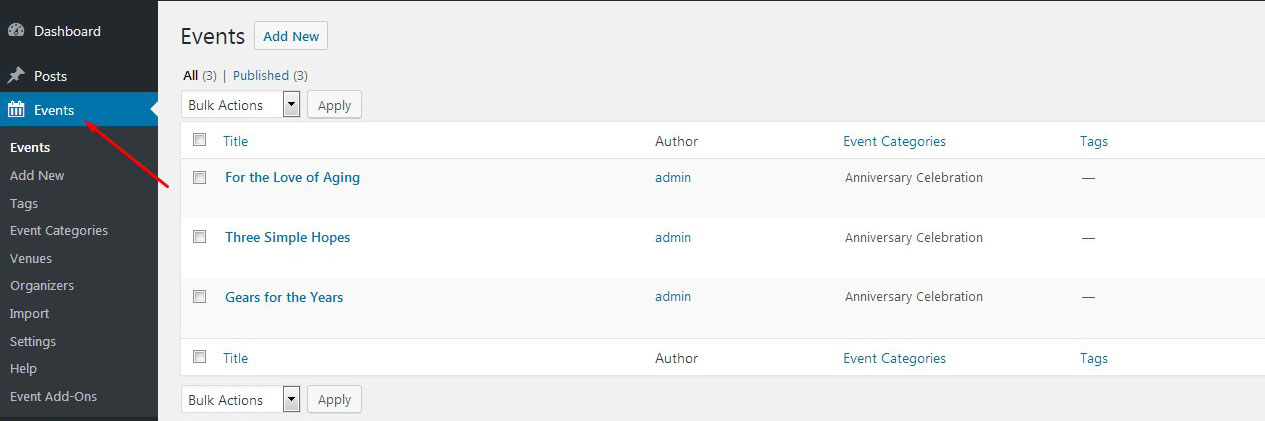 Dashboard
Posts
Events
Events
Add New
Tags
Event Categories
Venues
Organizers
Import
Settings
Help
Event Add-Ons
Events Add New
All (3) | Published (3)
Bulk Actions Apply
Title Author Event Categories Tags
For the Love of Aging admin Anniversary Celebration —
Three Simple Hopes admin Anniversary Celebration —
Gears for the Years admin Anniversary Celebration —
Title Author Event Categories Tags
Bulk Actions Apply